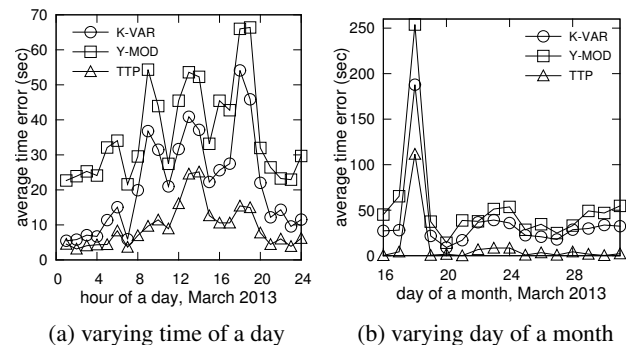 average time error (sec)
70
60
50
40
30
20
10
0
K-VAR
Y-MOD
TTP
0 4 8 12 16 20 24
hour of a day, March 2013
(a) varying time of a day
average time error (sec)
250
200
150
100
50
0
K-VAR
Y-MOD
TTP
16 20 24 28
day of a month, March 2013
(b) varying day of a month